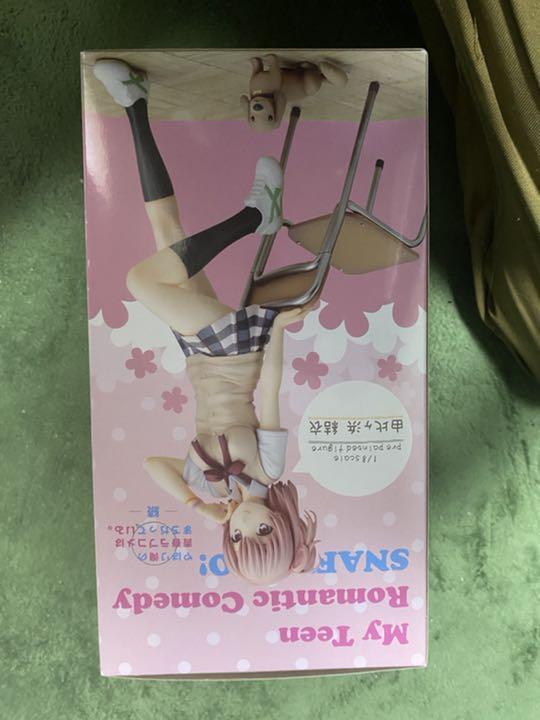 My Teen
Romantic Comedy
SNAF O!
やはり俺の
青春ラブコメは
まちがっている。
続
1/8 scale
pre painted figure
由比ヶ浜 結衣